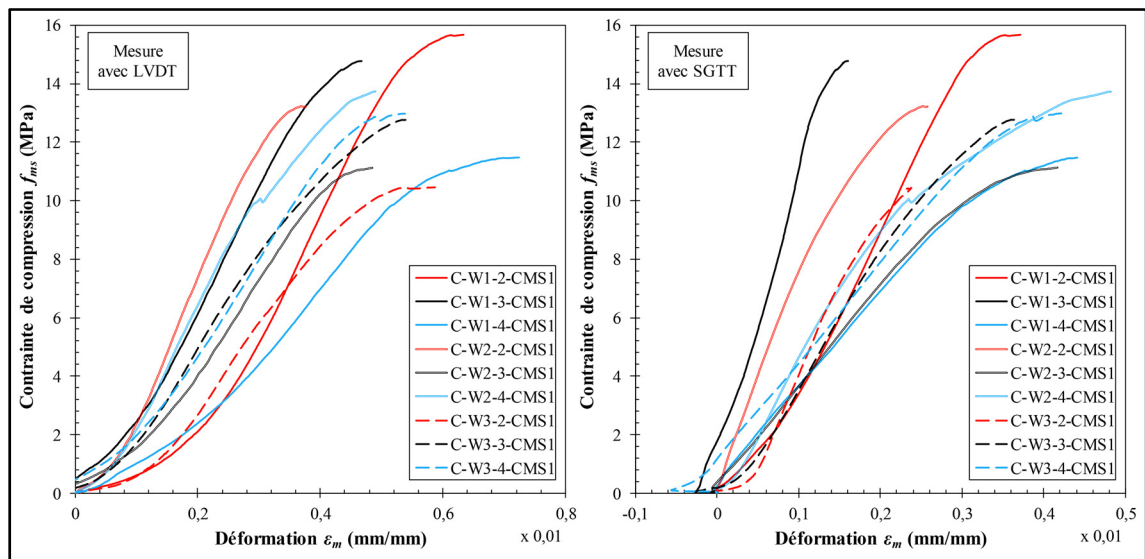 Mesure
avec LVDT
Contrainte de compression fms (MPa)
16
14
12
10
8
6
4
2
0
C-W1-2-CMS1
C-W1-3-CMS1
C-W1-4-CMS1
C-W2-2-CMS1
C-W2-3-CMS1
C-W2-4-CMS1
C-W3-2-CMS1
C-W3-3-CMS1
C-W3-4-CMS1
0
0,2
0,4
0,6
0,8
Déformation εm (mm/mm)
x 0,01
Mesure
avec SGTT
Contrainte de compression fms (MPa)
16
14
12
10
8
6
4
2
0
C-W1-2-CMS1
C-W1-3-CMS1
C-W1-4-CMS1
C-W2-2-CMS1
C-W2-3-CMS1
C-W2-4-CMS1
C-W3-2-CMS1
C-W3-3-CMS1
C-W3-4-CMS1
-0,1
0
0,1
0,2
0,3
0,4
0,5
Déformation εm (mm/mm)
x 0,01